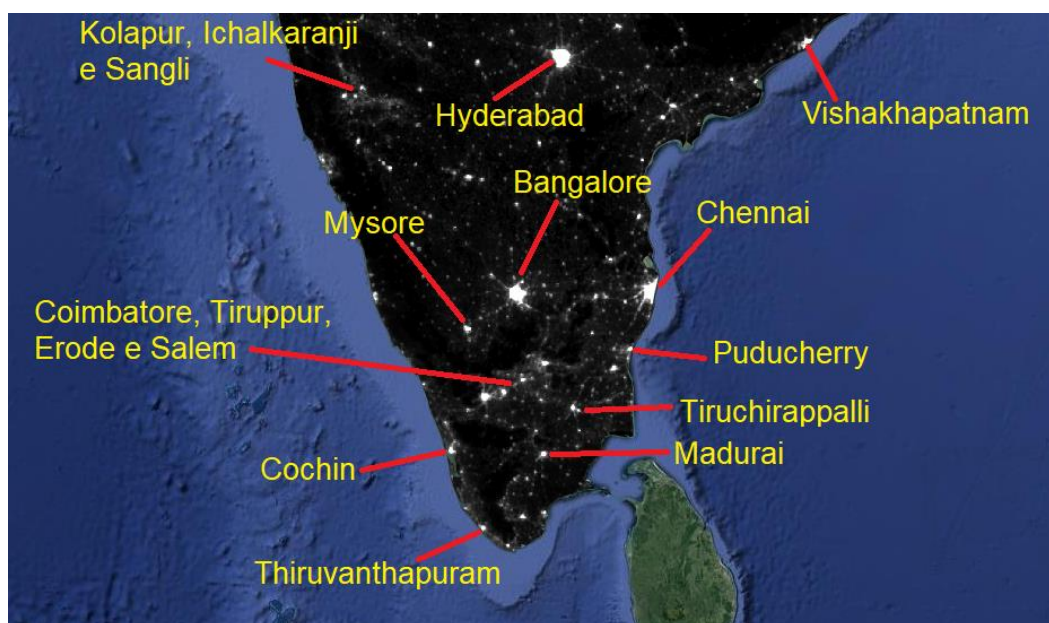 Kolapur, Ichalkaranji
e Sangli
Hyderabad
Vishakhapatnam
Bangalore
Mysore
Chennai
Coimbatore, Tiruppur,
Erode e Salem
Puducherry
Tiruchirappalli
Madurai
Cochin
Thiruvanthapuram